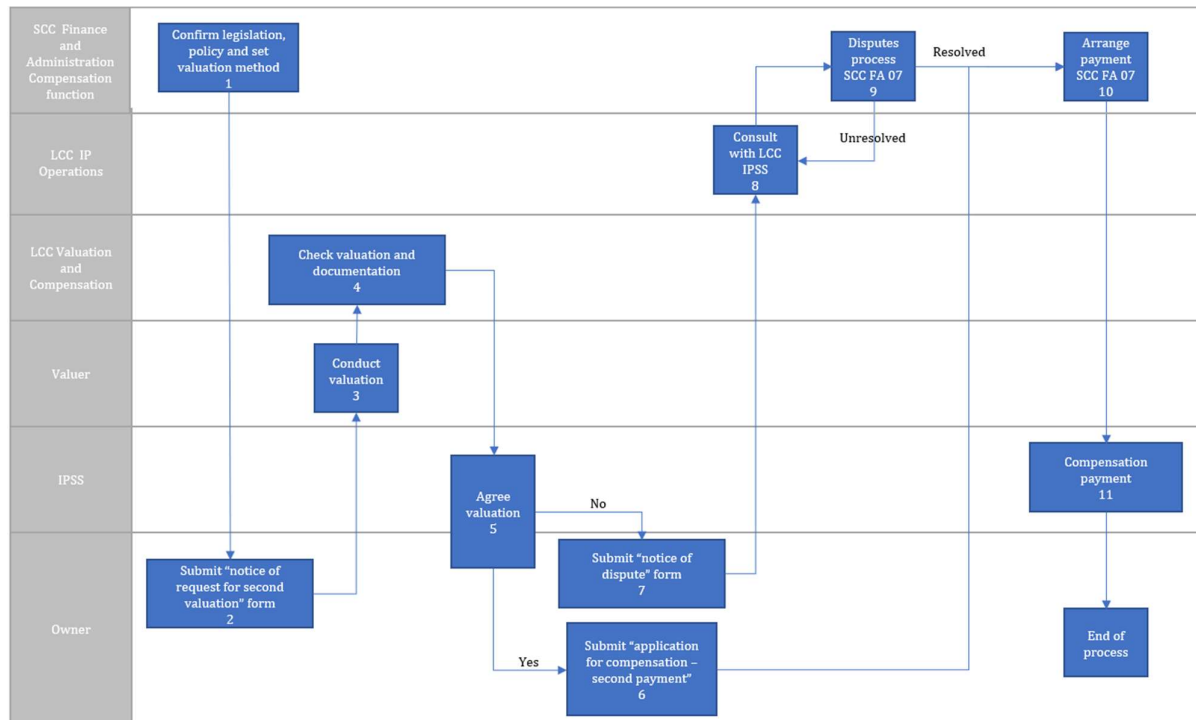 SCC Finance
and
Administration
Compensation
function
Confirm legislation,
policy and set
valuation method
1
Disputes
process
SCC FA 07
9
Resolved
Arrange
payment
SCC FA 07
10
LCC IP
Operations
Consult
with LCC
IPSS
8
Unresolved
LCC Valuation
and
Compensation
Check valuation and
documentation
4
Valuer
Conduct
valuation
3
IPSS
Agree
valuation
5
No
Compensation
payment
11
Owner
Submit “notice of
request for second
valuation” form
2
Submit “notice of
dispute” form
7
Yes
Submit “application
for compensation –
second payment”
6
End of
process